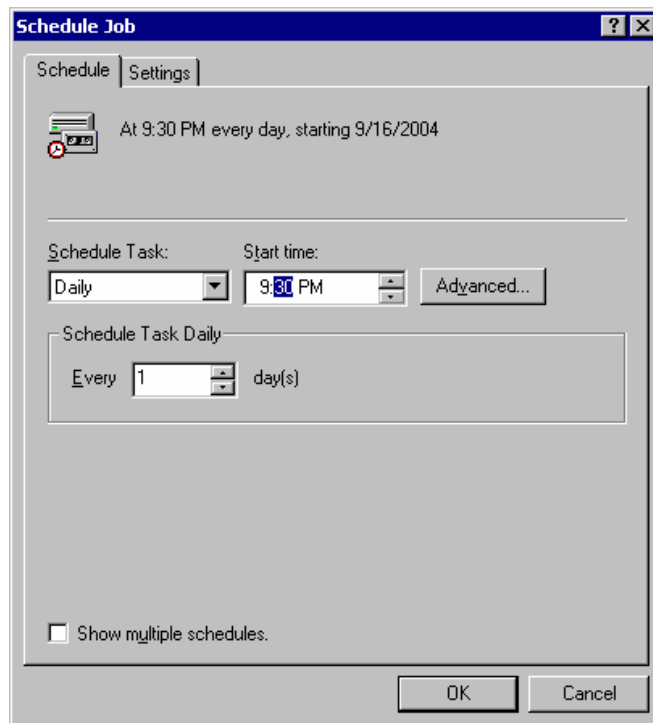 Schedule Job
Schedule Settings
At 9:30 PM every day, starting 9/16/2004
Schedule Task: Start time:
Daily 9:30 PM Advanced...
Schedule Task Daily
Every 1 day(s)
Show multiple schedules.
OK Cancel